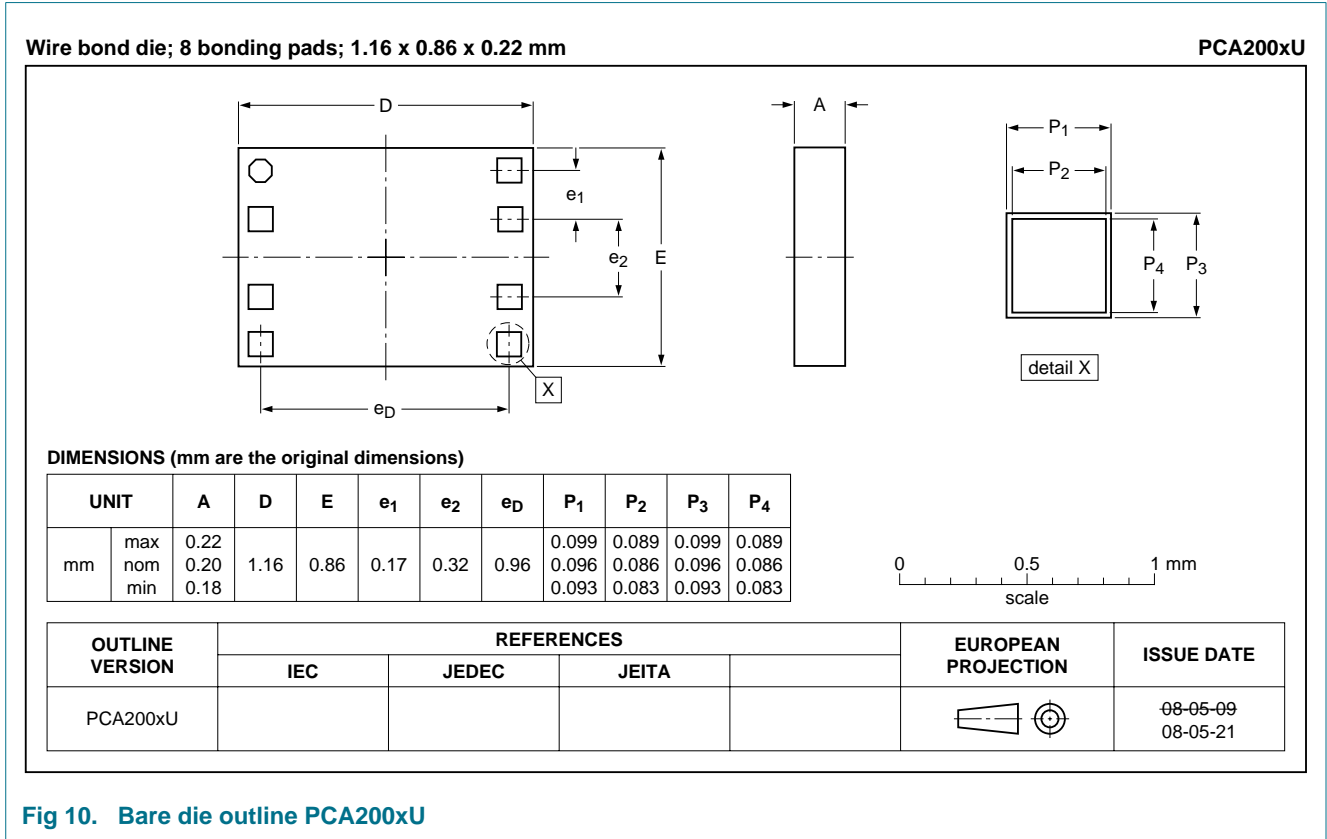 Wire bond die; 8 bonding pads; 1.16 x 0.86 x 0.22 mm PCA200xU
D
A
P1
P2
e1
e2
E
P4
P3
X
detail X
eD
DIMENSIONS (mm are the original dimensions)
UNIT A D E e1 e2 eD P1 P2 P3 P4
max 0.22 0.099 0.089 0.099 0.089
mm nom 0.20 1.16 0.86 0.17 0.32 0.96 0.096 0.086 0.096 0.086
min 0.18 0.093 0.083 0.093 0.083
0 0.5 1 mm
scale
OUTLINE VERSION REFERENCES EUROPEAN PROJECTION ISSUE DATE
IEC JEDEC JEITA
PCA200xU 08-05-09
08-05-21
Fig 10. Bare die outline PCA200xU